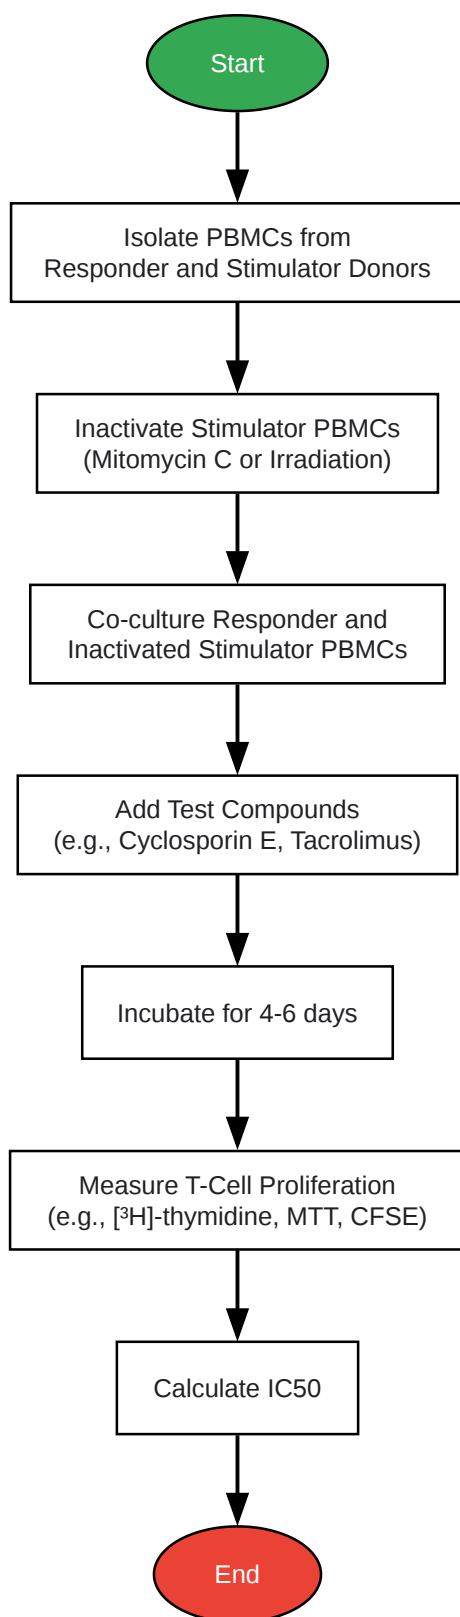 Start
Isolate PBMCs from
Responder and Stimulator Donors
Inactivate Stimulator PBMCs
(Mitomycin C or Irradiation)
Co-culture Responder and
Inactivated Stimulator PBMCs
Add Test Compounds
(e.g., Cyclosporin E, Tacrolimus)
Incubate for 4-6 days
Measure T-Cell Proliferation
(e.g., [³H]-thymidine, MTT, CFSE)
Calculate IC50
End